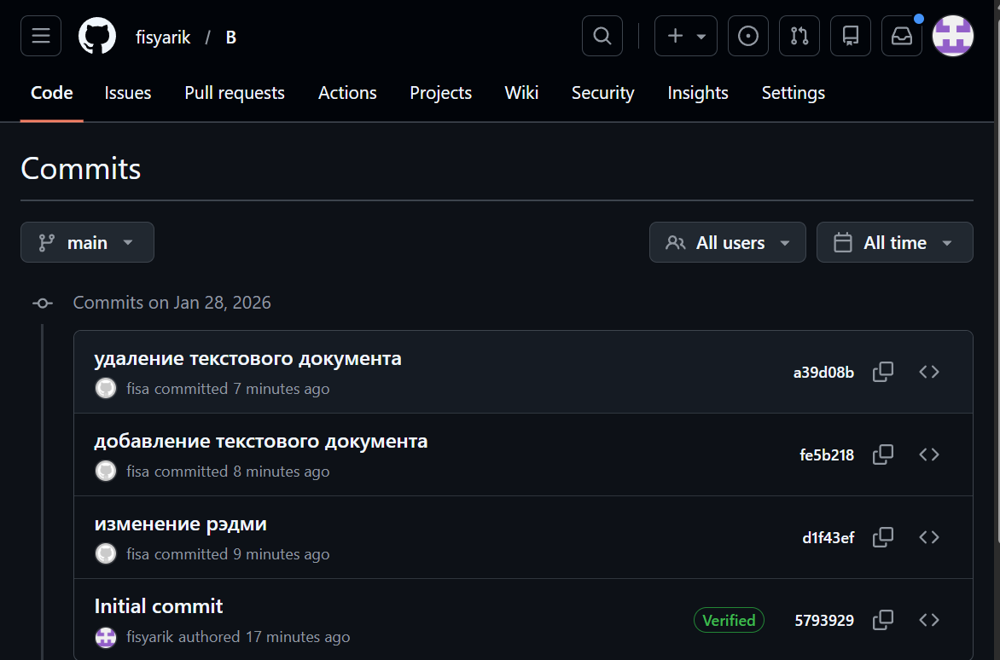 fisyarik / B
Code Issues Pull requests Actions Projects Wiki Security Insights Settings
Commits
main All users All time
Commits on Jan 28, 2026
удаление текстового документа
a39d08b
fisa committed 7 minutes ago
добавление текстового документа
fe5b218
fisa committed 8 minutes ago
изменение рэдми
d1f43ef
fisa committed 9 minutes ago
Initial commit
Verified 5793929
fisyarik authored 17 minutes ago